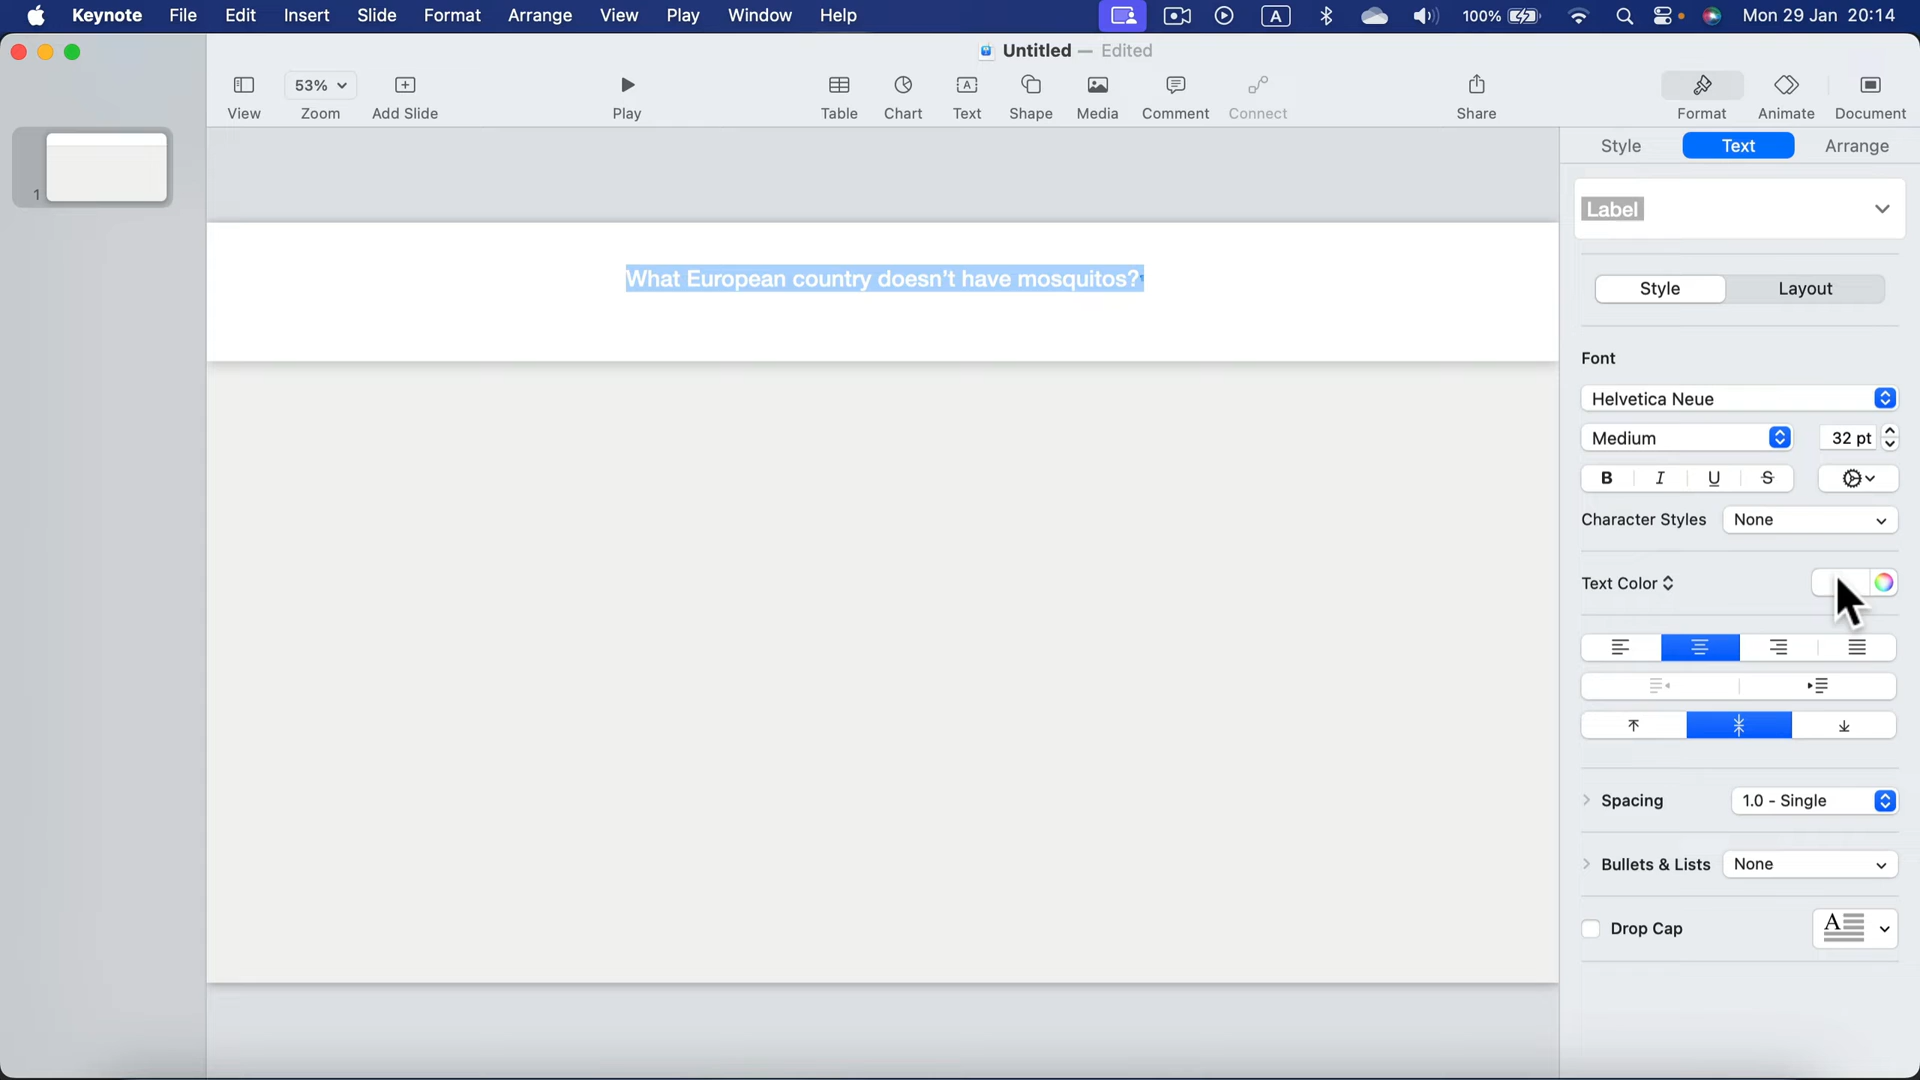 Keynote File Edit Insert Slide Format Arrange View Play Window Help A 100% Mon 29 Jan 20:14
Untitled — Edited
53%
View Zoom Add Slide Play Table Chart Text Shape Media Comment Connect Share Format Animate Document
Style Text Arrange
1
Label
What European country doesn’t have mosquitos?
Style Layout
Font
Helvetica Neue
Medium 32 pt
B I U S
Character Styles None
Text Color
Spacing 1.0 - Single
Bullets & Lists None
Drop Cap A